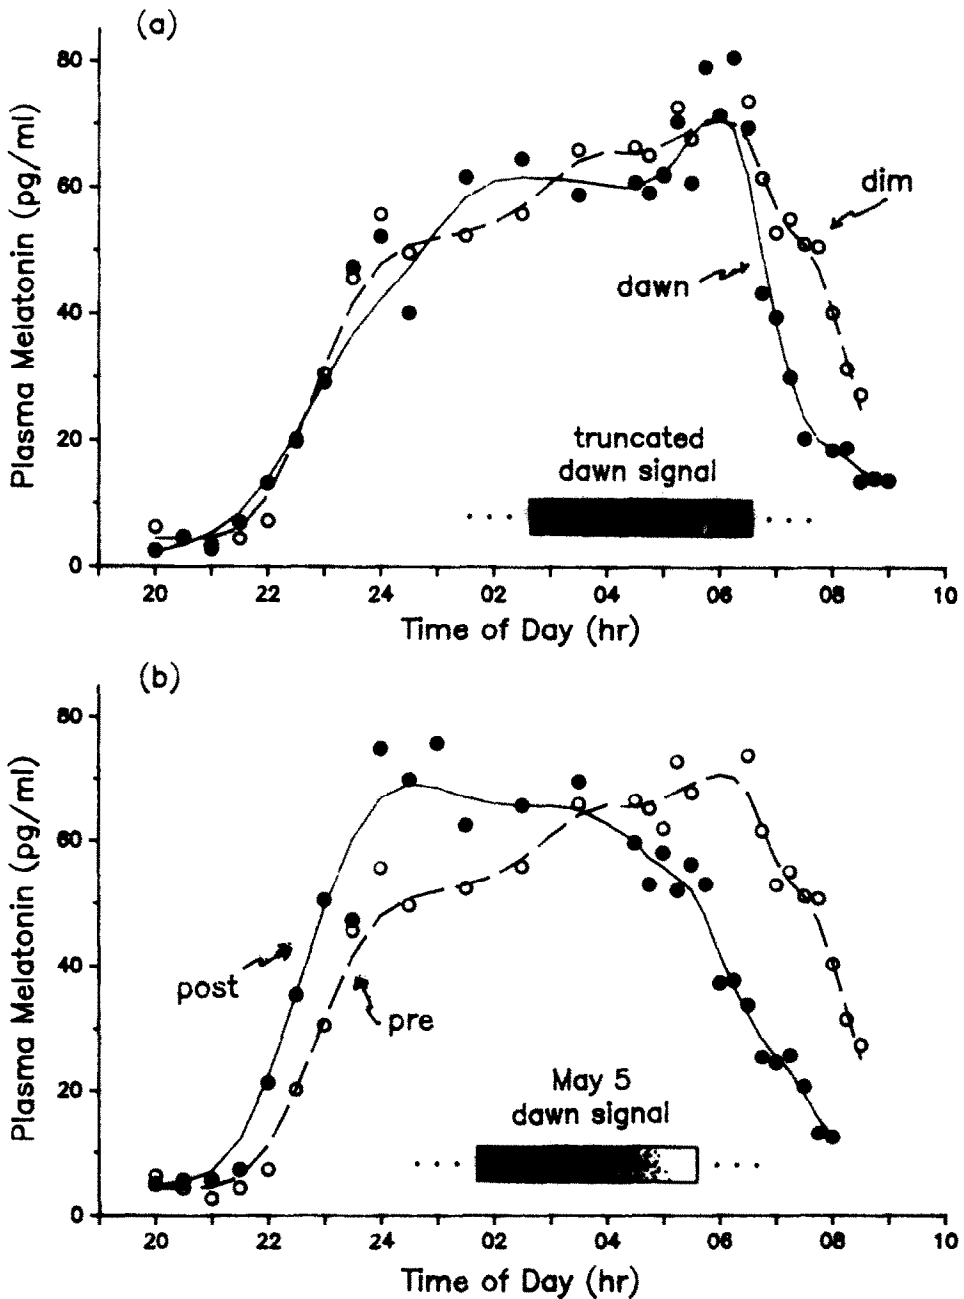 (a)
80
60
40
20
0
Plasma Melatonin (pg/ml)
dim
dawn
truncated
dawn signal
20 22 24 02 04 06 08 10
Time of Day (hr)
(b)
80
60
40
20
0
Plasma Melatonin (pg/ml)
post
pre
May 5
dawn signal
20 22 24 02 04 06 08 10
Time of Day (hr)